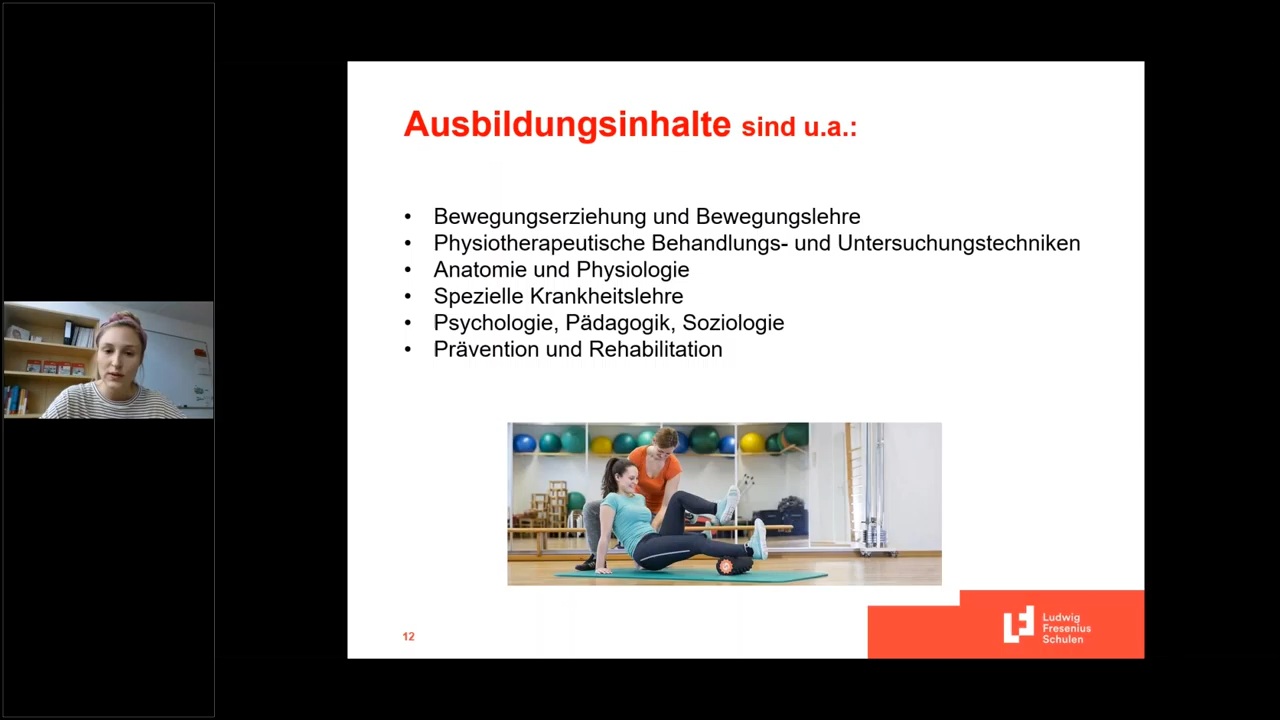 Ausbildungsinhalte sind u.a.:
• Bewegungserziehung und Bewegungslehre
• Physiotherapeutische Behandlungs- und Untersuchungstechniken
• Anatomie und Physiologie
• Spezielle Krankheitslehre
• Psychologie, Pädagogik, Soziologie
• Prävention und Rehabilitation
12
Ludwig
Fresenius
Schulen